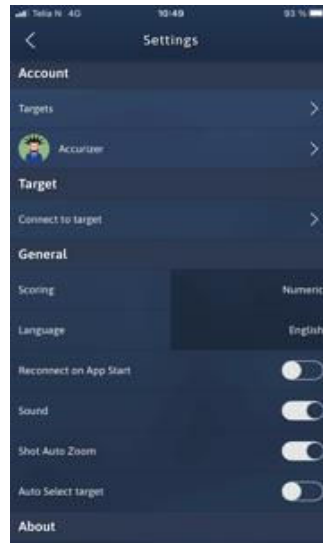 Telia N 4G 10:49 93 %
Settings
Account
Targets
Accurizer
Target
Connect to target
General
Scoring Numeric
Language English
Reconnect on App Start
Sound
Shot Auto Zoom
Auto Select target
About